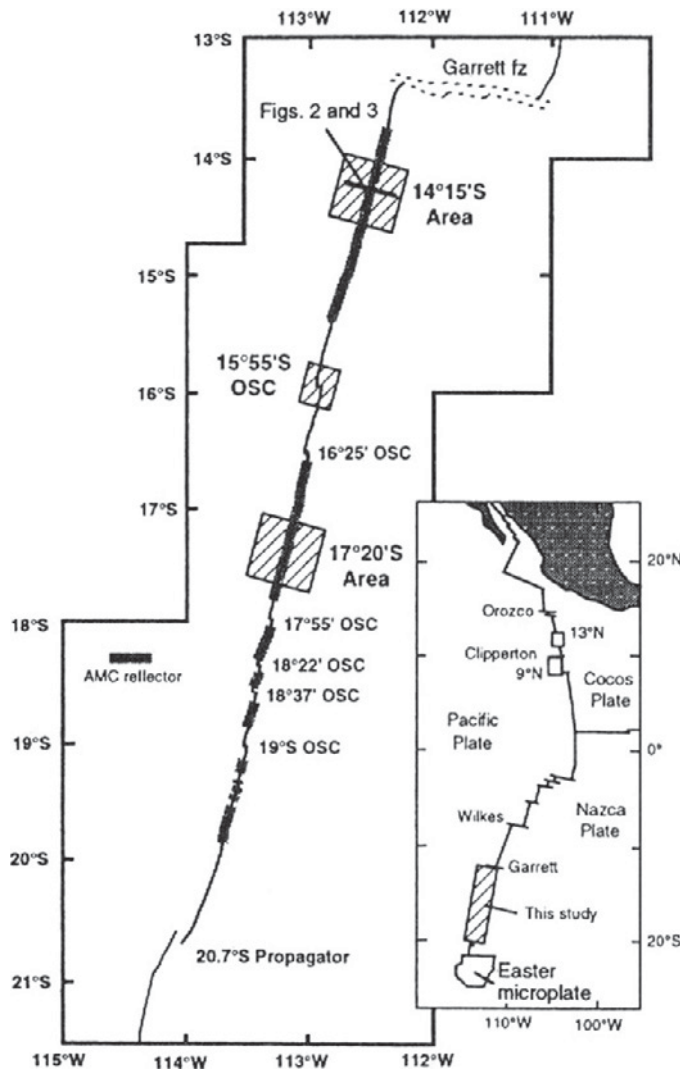 113°W
112°W
111°W
13°S
Garrett fz
Figs. 2 and 3
14°S
14°15'S
Area
15°S
15°55'S
OSC
16°S
16°25' OSC
17°S
17°20'S
Area
18°S
17°55' OSC
18°22' OSC
AMC reflector
18°37' OSC
19°S
19°S OSC
20°S
20.7°S Propagator
21°S
115°W
114°W
113°W
112°W
20°N
Orozco
13°N
Clipperton
9°N
Cocos
Plate
Pacific
Plate
0°
Nazca
Plate
Wilkes
Garrett
This study
20°S
Easter
microplate
110°W
100°W